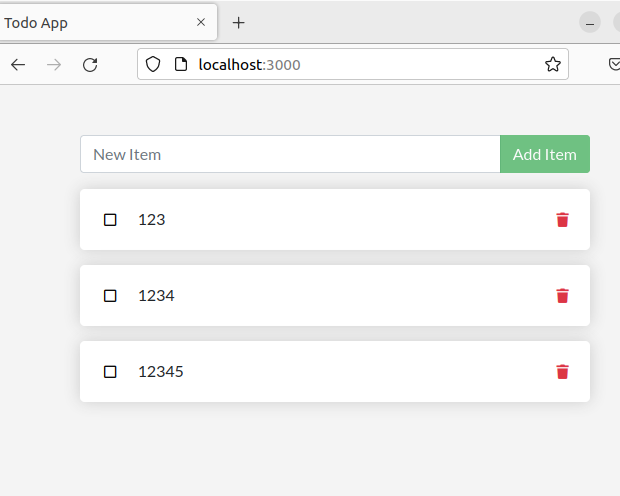 Todo App
localhost:3000
New Item
Add Item
123
1234
12345